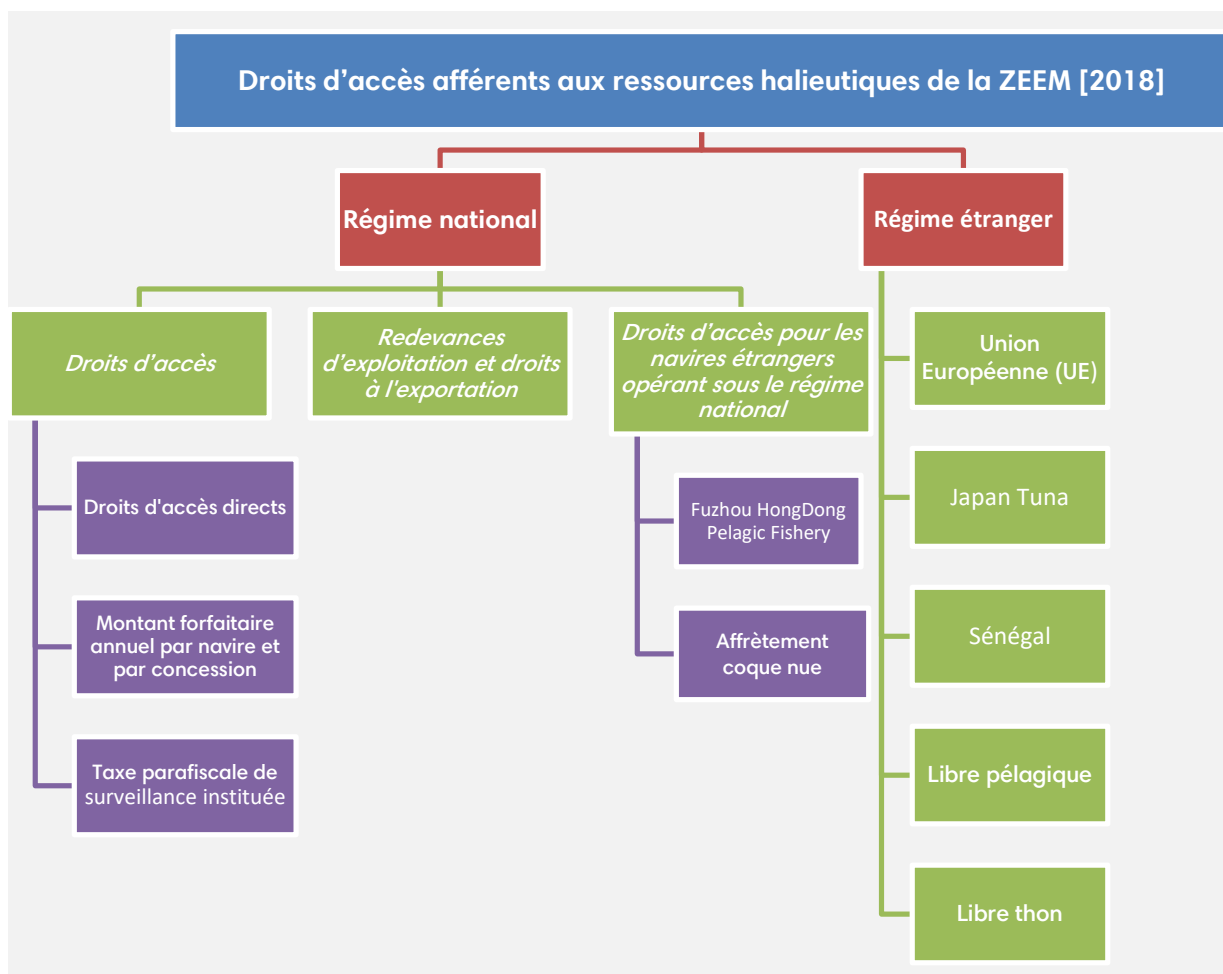 Droits d'accès afférents aux ressources halieutiques de la ZEEM [2018]
Régime national
Régime étranger
Droits d'accès
Redevances
d'exploitation et droits
à l'exportation
Droits d'accès pour les
navires étrangers
opérant sous le régime
national
Droits d'accès directs
Montant forfaitaire
annuel par navire et
par concession
Taxe parafiscale de
surveillance instituée
Fuzhou HongDong
Pelagic Fishery
Affrètement
coque nue
Union
Européenne (UE)
Japan Tuna
Sénégal
Libre pélagique
Libre thon